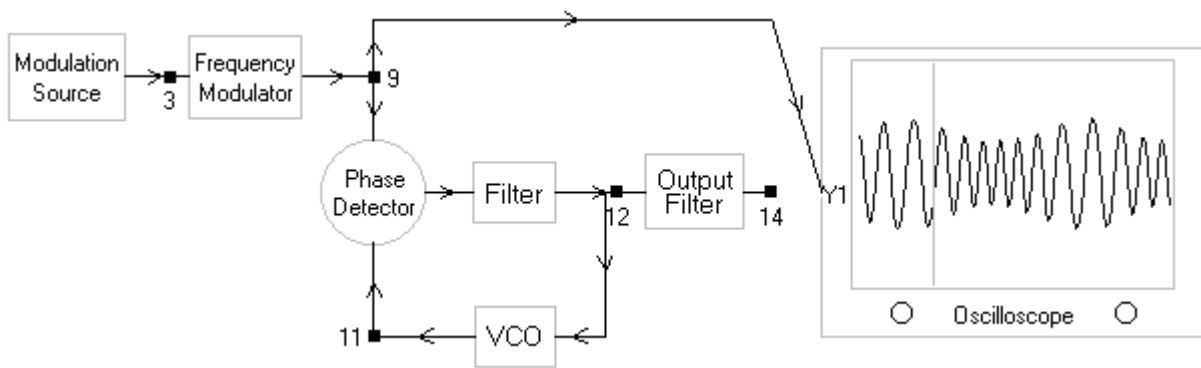 Modulation
Source
3
Frequency
Modulator
9
Phase
Detector
Filter
12
Output
Filter
14
11
VCO
Y1
Oscilloscope